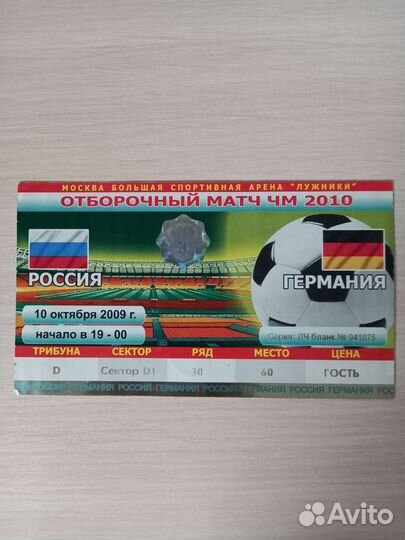 МОСКВА БОЛЬШАЯ СПОРТИВНАЯ АРЕНА "ЛУЖНИКИ"
ОТБОРОЧНЫЙ МАТЧ ЧМ 2010
РОССИЯ
ГЕРМАНИЯ
10 октября 2009 г.
начало в 19 - 00
Серия: ЛЧ бланк № 041075
ТРИБУНА СЕКТОР РЯД МЕСТО ЦЕНА
D Сектор D1 30 60 ГОСТЬ
ГЕРМАНИЯ РОССИЯ ГЕРМАНИЯ РОССИЯ ГЕРМАНИЯ РОССИЯ ГЕРМАНИЯ РОССИЯ
Avito